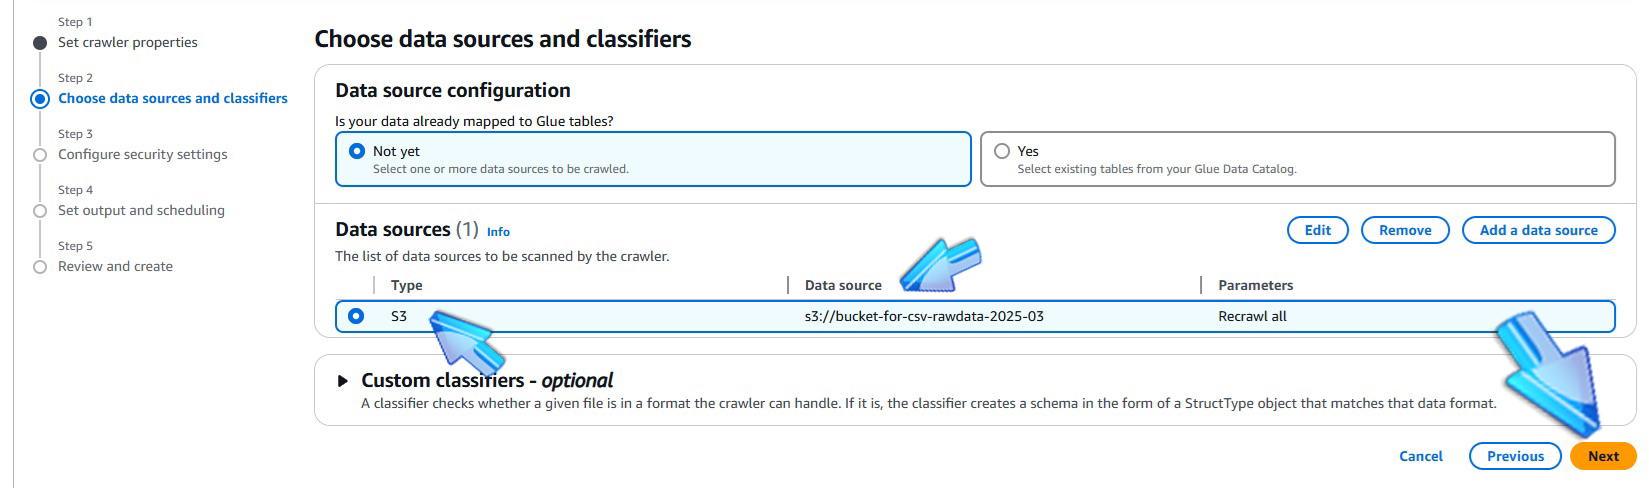 Step 1
Set crawler properties
Step 2
Choose data sources and classifiers
Step 3
Configure security settings
Step 4
Set output and scheduling
Step 5
Review and create
Choose data sources and classifiers
Data source configuration
Is your data already mapped to Glue tables?
Not yet
Select one or more data sources to be crawled.
Yes
Select existing tables from your Glue Data Catalog.
Data sources (1) Info
Edit
Remove
Add a data source
The list of data sources to be scanned by the crawler.
Type Data source Parameters
S3 s3://bucket-for-csv-rawdata-2025-03 Recrawl all
Custom classifiers - optional
A classifier checks whether a given file is in a format the crawler can handle. If it is, the classifier creates a schema in the form of a StructType object that matches that data format.
Cancel
Previous
Next